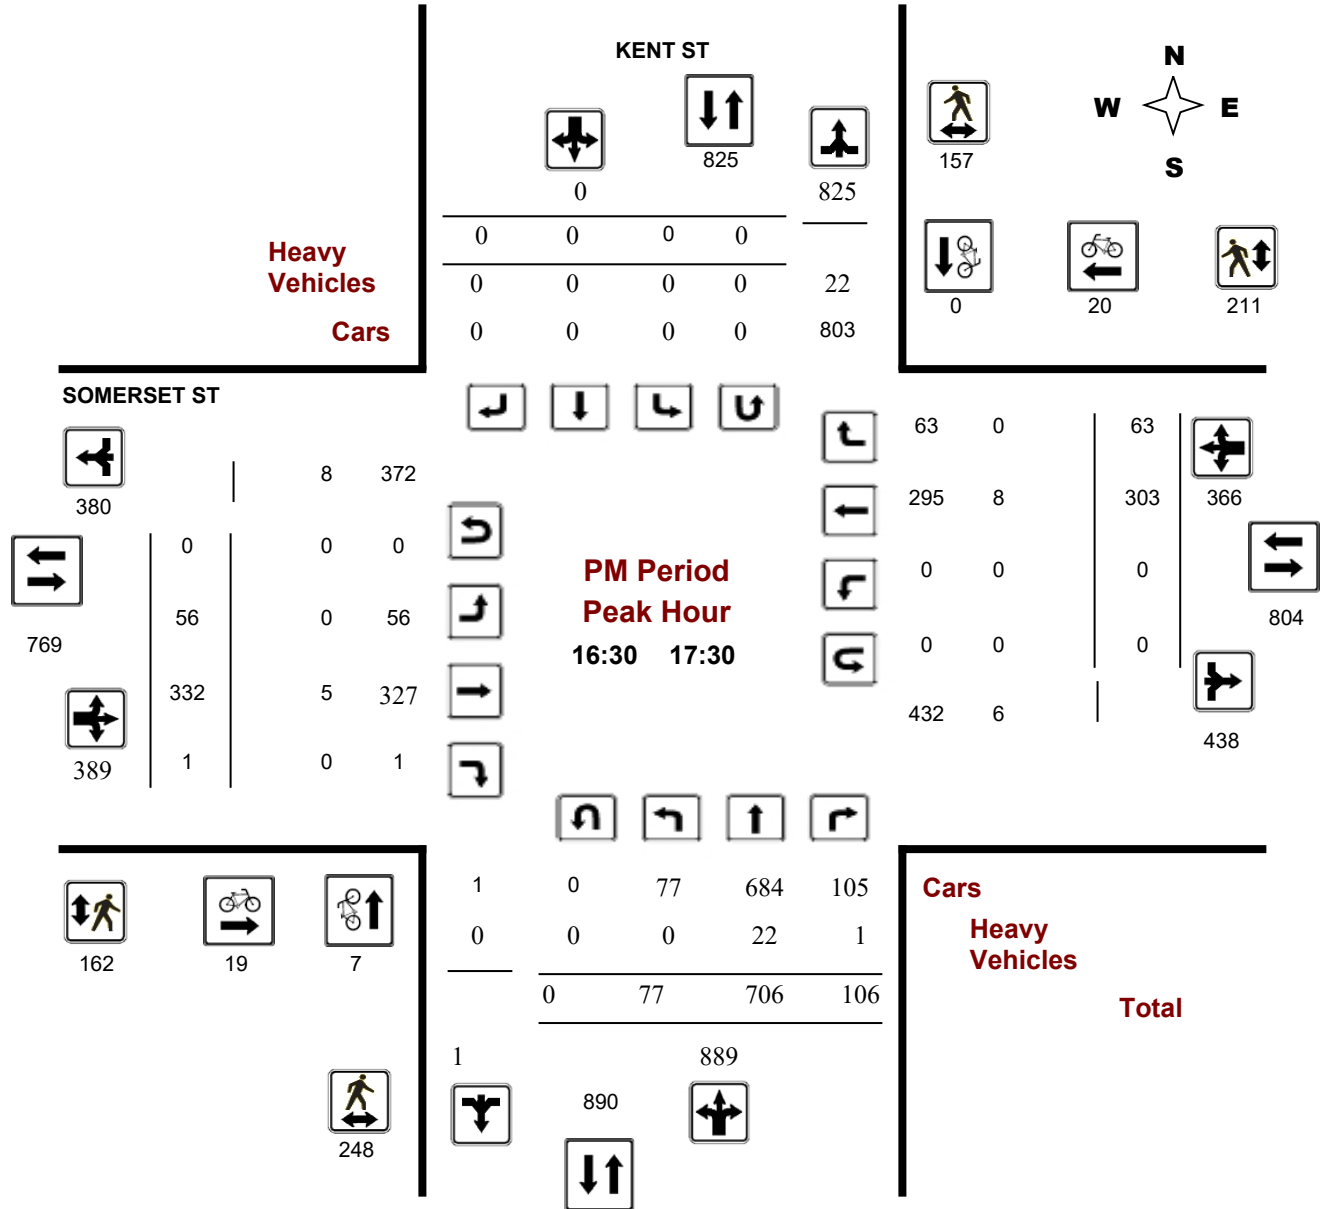 KENT ST
N
W E
S
825
157
0 825
0 0 0 0
Heavy
Vehicles 0 0 0 0 22
Cars 0 0 0 0 803
0 20 211
SOMERSET ST
63 0 63
8 372
380
295 8 303 366
0 0 0
PM Period
0 0 0
Peak Hour
56 0 56
804
769
16:30 17:30
0 0 0
332 5 327
432 6
438
389 1 0 1
1 0 77 684 105
Cars
0 0 0 22 1
Heavy
Vehicles
162 19 7
0 77 706 106
Total
1 889
890
248